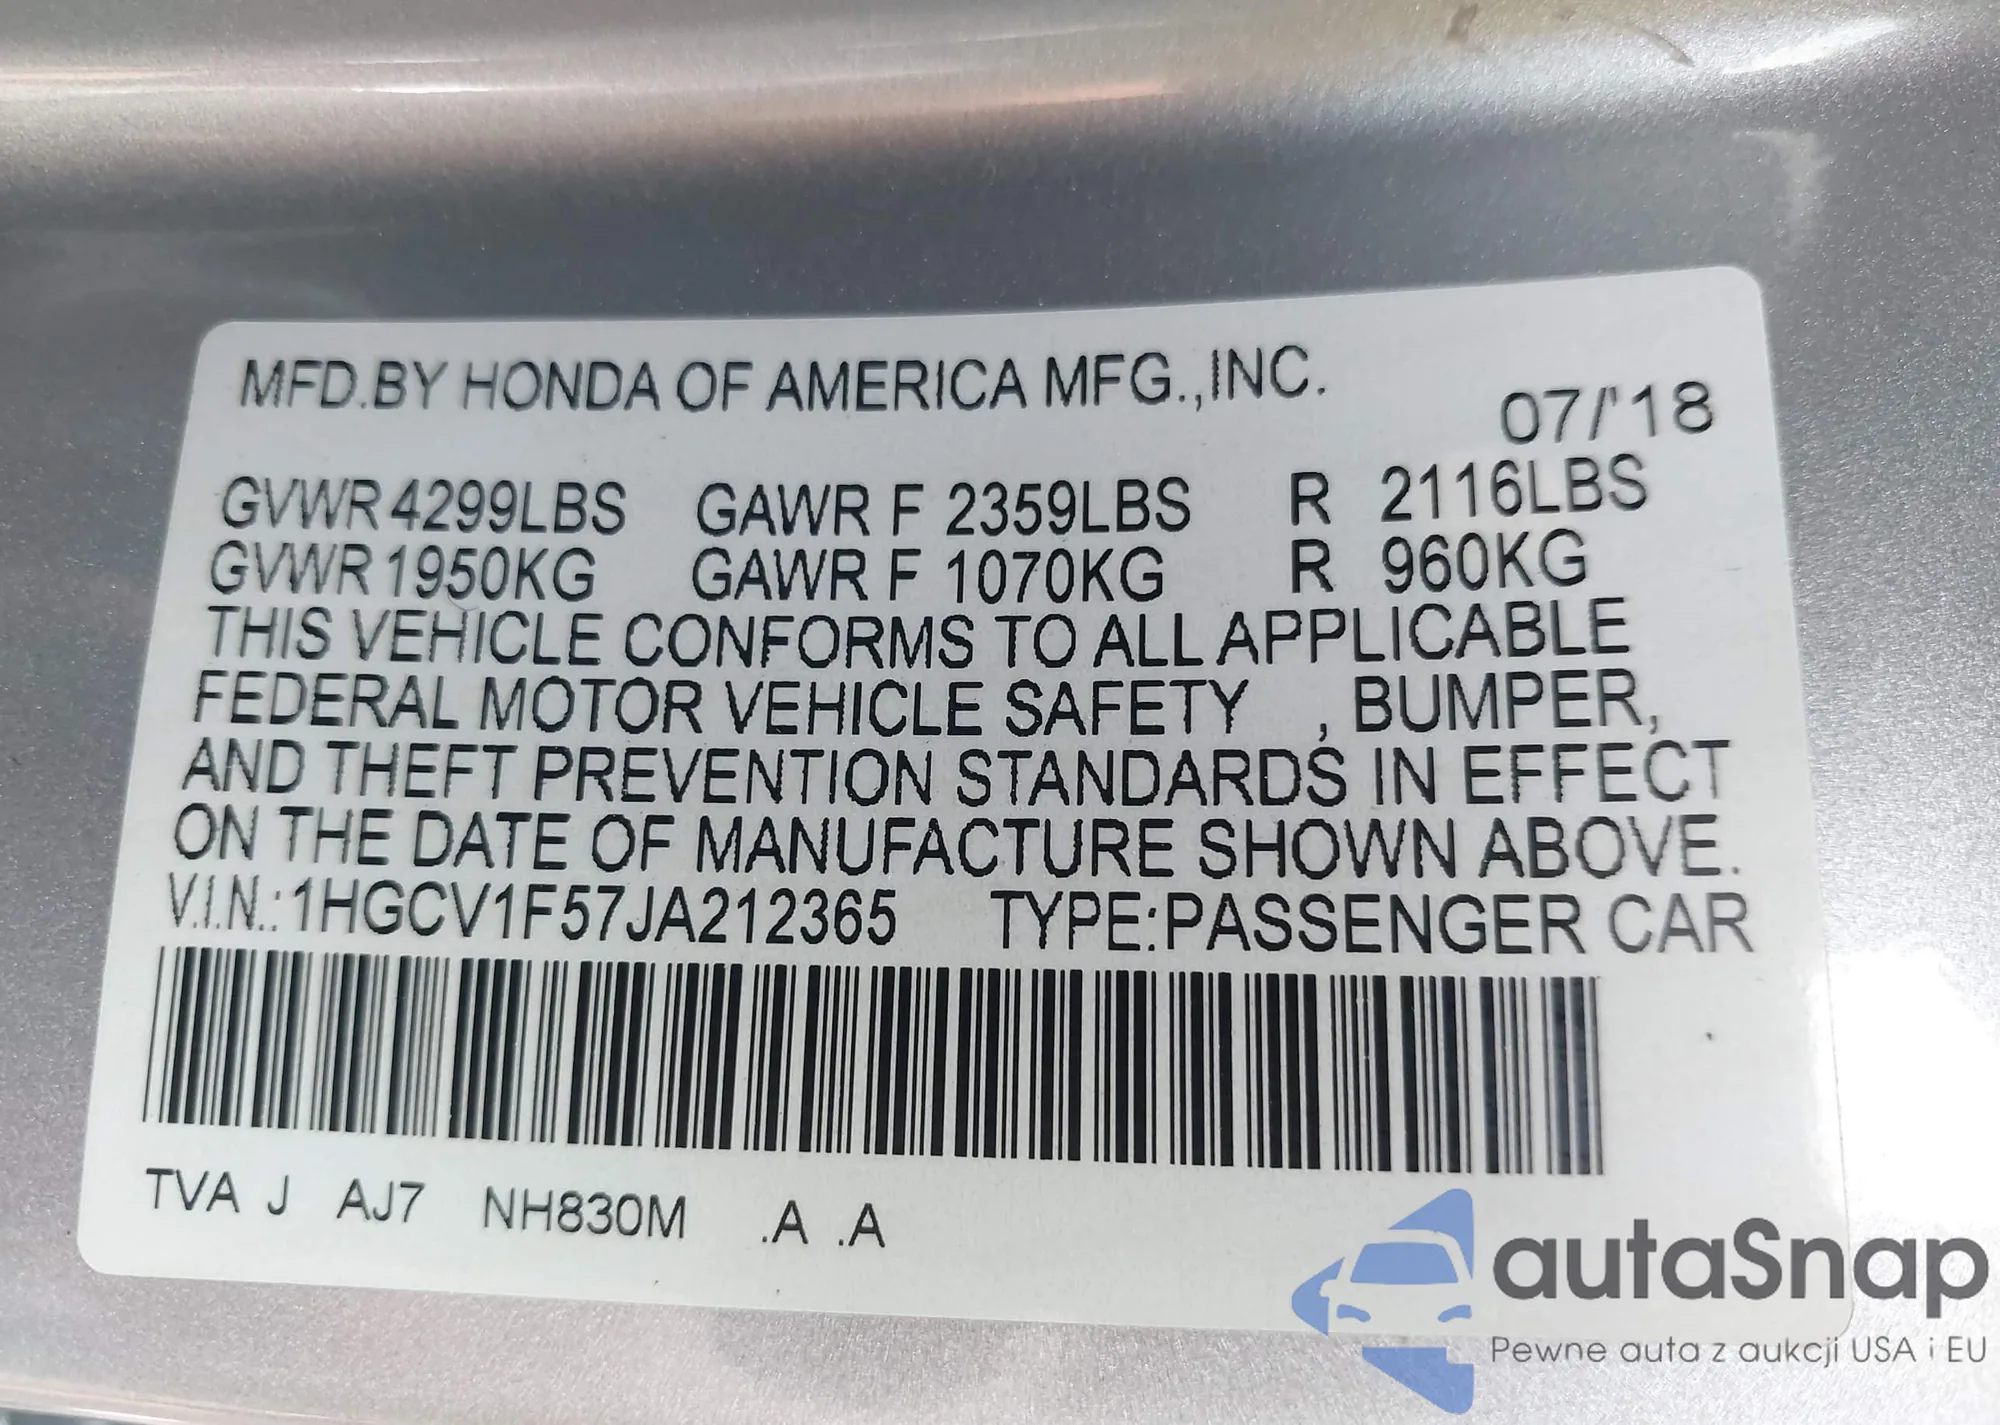 MFD.BY HONDA OF AMERICA MFG.,INC.
07/'18
GVWR 4299LBS GAWR F 2359LBS R 2116LBS
GVWR 1950KG GAWR F 1070KG R 960KG
THIS VEHICLE CONFORMS TO ALL APPLICABLE
FEDERAL MOTOR VEHICLE SAFETY , BUMPER,
AND THEFT PREVENTION STANDARDS IN EFFECT
ON THE DATE OF MANUFACTURE SHOWN ABOVE.
V.I.N.: 1HGCV1F57JA212365 TYPE:PASSENGER CAR
TVA J AJ7 NH830M .A .A
autaSnap
Pewne auta z aukcji USA i EU